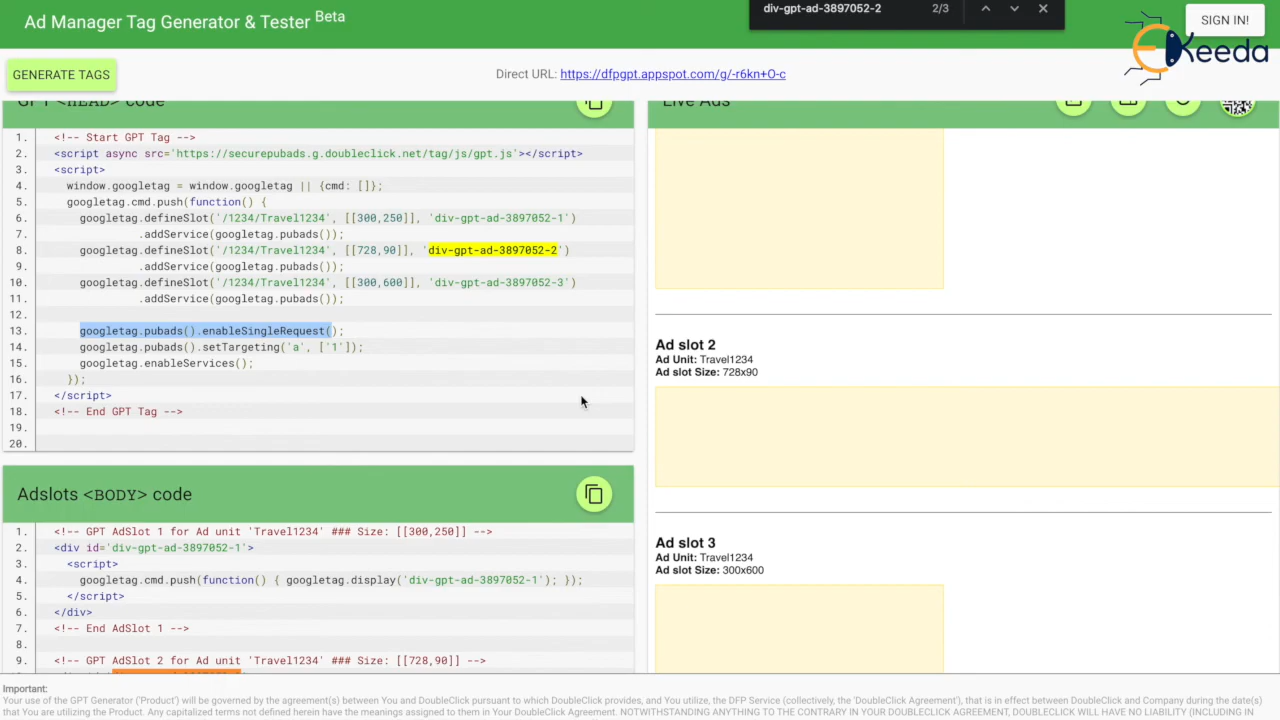 Ad Manager Tag Generator & Tester Beta
div-gpt-ad-3897052-2
2/3
SIGN IN!
EKeeda
GENERATE TAGS
Direct URL: https://dfpgpt.appspot.com/g/-r6kn+O-c
GPT <HEAD> code
1. <!-- Start GPT Tag -->
2. <script async src='https://securepubads.g.doubleclick.net/tag/js/gpt.js'></script>
3. <script>
4. window.googletag = window.googletag || {cmd: []};
5. googletag.cmd.push(function() {
6. googletag.defineSlot('/1234/Travel1234', [[300,250]], 'div-gpt-ad-3897052-1')
7. .addService(googletag.pubads());
8. googletag.defineSlot('/1234/Travel1234', [[728,90]], 'div-gpt-ad-3897052-2')
9. .addService(googletag.pubads());
10. googletag.defineSlot('/1234/Travel1234', [[300,600]], 'div-gpt-ad-3897052-3')
11. .addService(googletag.pubads());
12.
13. googletag.pubads().enableSingleRequest();
14. googletag.pubads().setTargeting('a', ['1']);
15. googletag.enableServices();
16. });
17. </script>
18. <!-- End GPT Tag -->
19.
20.
Adslots <BODY> code
1. <!-- GPT AdSlot 1 for Ad unit 'Travel1234' ### Size: [[300,250]] -->
2. <div id='div-gpt-ad-3897052-1'>
3. <script>
4. googletag.cmd.push(function() { googletag.display('div-gpt-ad-3897052-1'); });
5. </script>
6. </div>
7. <!-- End AdSlot 1 -->
8.
9. <!-- GPT AdSlot 2 for Ad unit 'Travel1234' ### Size: [[728,90]] -->
Live Ads
Ad slot 2
Ad Unit: Travel1234
Ad slot Size: 728x90
Ad slot 3
Ad Unit: Travel1234
Ad slot Size: 300x600
Important:
Your use of the GPT Generator ('Product') will be governed by the agreement(s) between You and DoubleClick pursuant to which DoubleClick provides, and You utilize, the DFP Service (collectively, the 'DoubleClick Agreement'), that is in effect between DoubleClick and Company during the date(s)
that You are utilizing the Product. Any capitalized terms not defined herein have the meanings assigned to them in Your DoubleClick Agreement. NOTWITHSTANDING ANYTHING TO THE CONTRARY IN YOUR DOUBLECLICK AGREEMENT, DOUBLECLICK WILL HAVE NO LIABILITY (INCLUDING IN